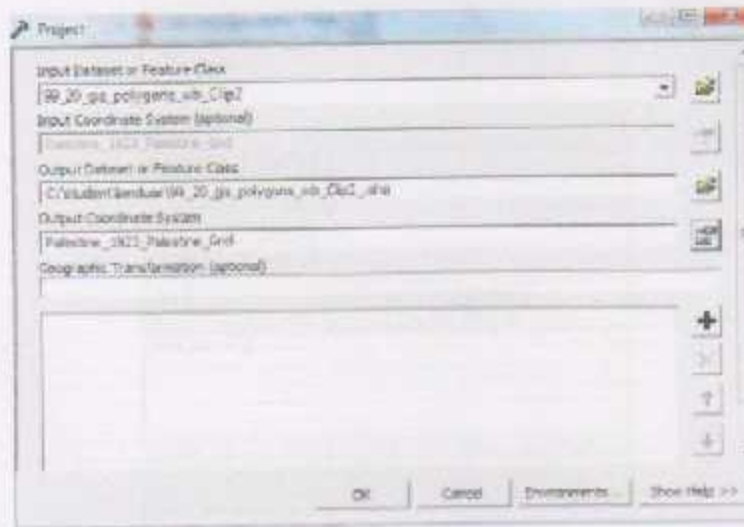 Project
Input Dataset or Feature Class
Input Coordinate System (optional)
Palestine_1923_Palestine_Grid
Output Dataset or Feature Class
Output Coordinate System
Palestine_1923_Palestine_Grid
Geographic Transformation (optional)
OK
Cancel
Environments...
Show Help >>